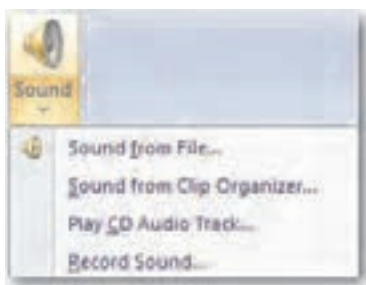 Sound
Sound from File...
Sound from Clip Organizer...
Play CD Audio Track...
Record Sound...